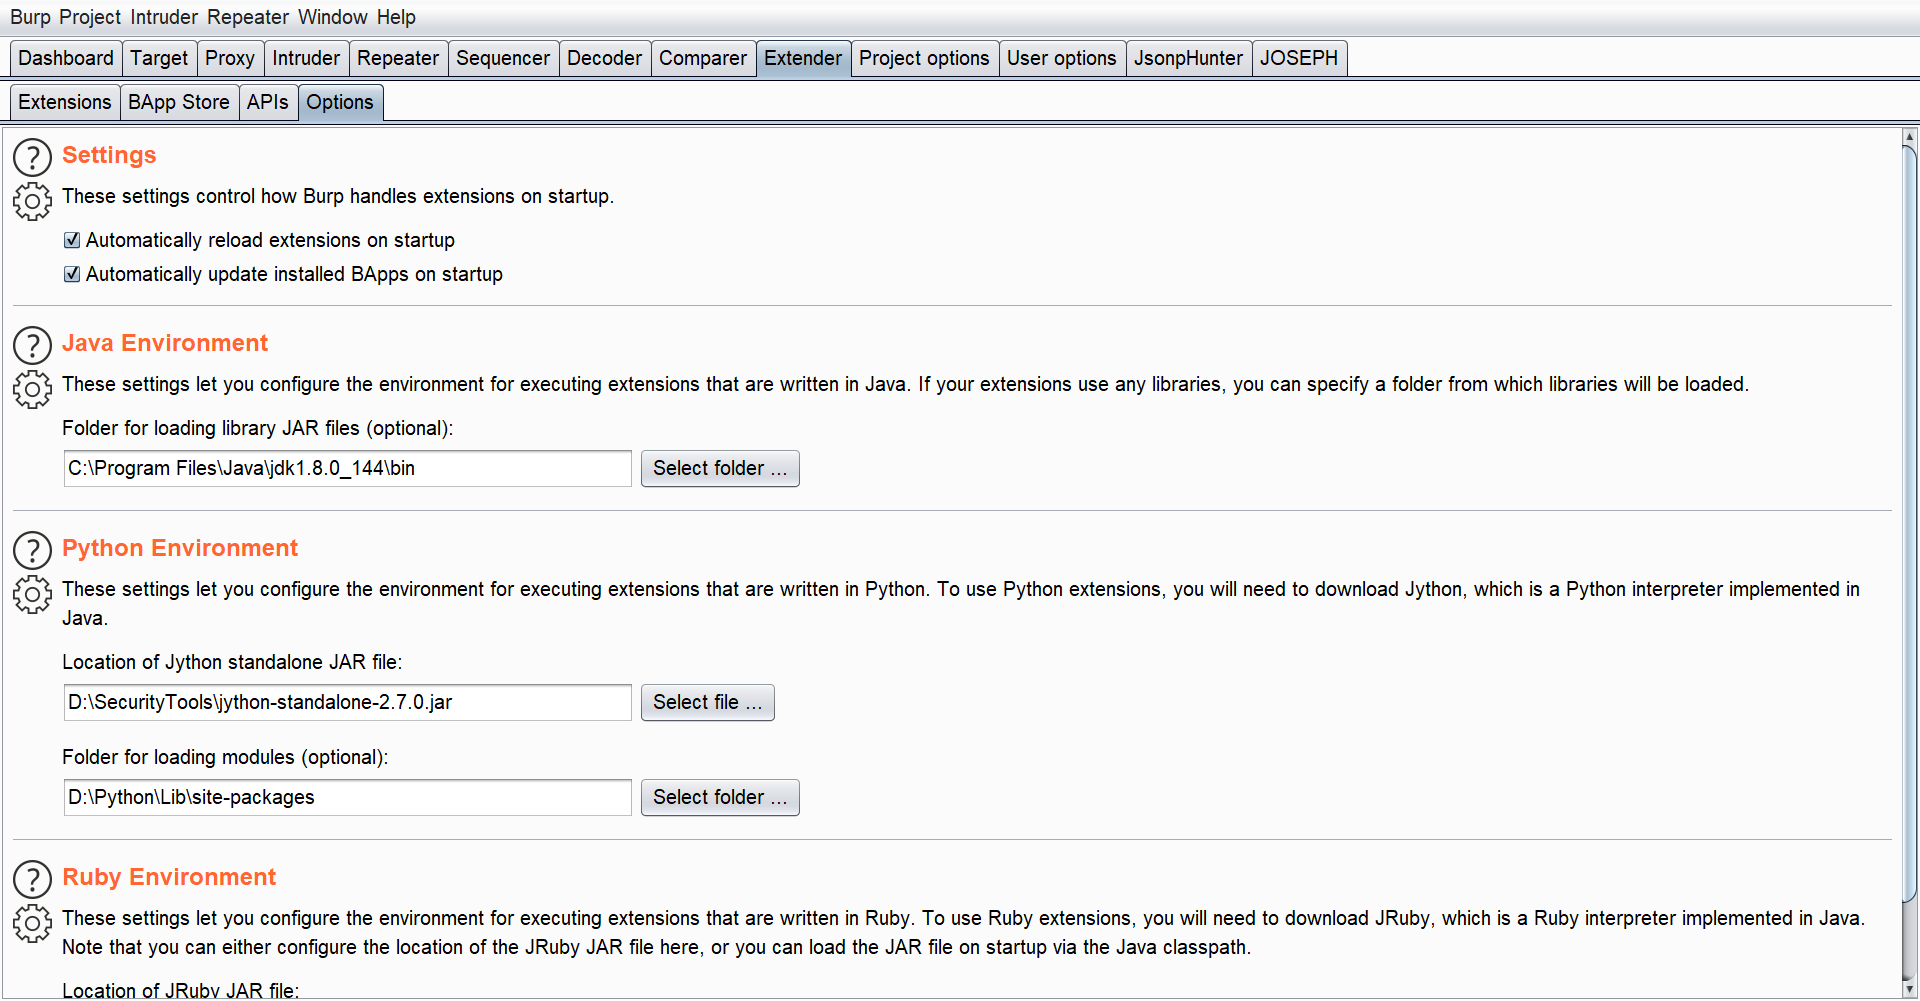 Burp Project Intruder Repeater Window Help
Dashboard Target Proxy Intruder Repeater Sequencer Decoder Comparer Extender Project options User options JsonpHunter JOSEPH
Extensions BApp Store APIs Options
? Settings
These settings control how Burp handles extensions on startup.
Automatically reload extensions on startup
Automatically update installed BApps on startup
? Java Environment
These settings let you configure the environment for executing extensions that are written in Java. If your extensions use any libraries, you can specify a folder from which libraries will be loaded.
Folder for loading library JAR files (optional):
C:\Program Files\Java\jdk1.8.0_144\bin Select folder ...
? Python Environment
These settings let you configure the environment for executing extensions that are written in Python. To use Python extensions, you will need to download Jython, which is a Python interpreter implemented in
Java.
Location of Jython standalone JAR file:
D:\SecurityTools\jython-standalone-2.7.0.jar Select file ...
Folder for loading modules (optional):
D:\Python\Lib\site-packages Select folder ...
? Ruby Environment
These settings let you configure the environment for executing extensions that are written in Ruby. To use Ruby extensions, you will need to download JRuby, which is a Ruby interpreter implemented in Java.
Note that you can either configure the location of the JRuby JAR file here, or you can load the JAR file on startup via the Java classpath.
Location of JRuby JAR file: